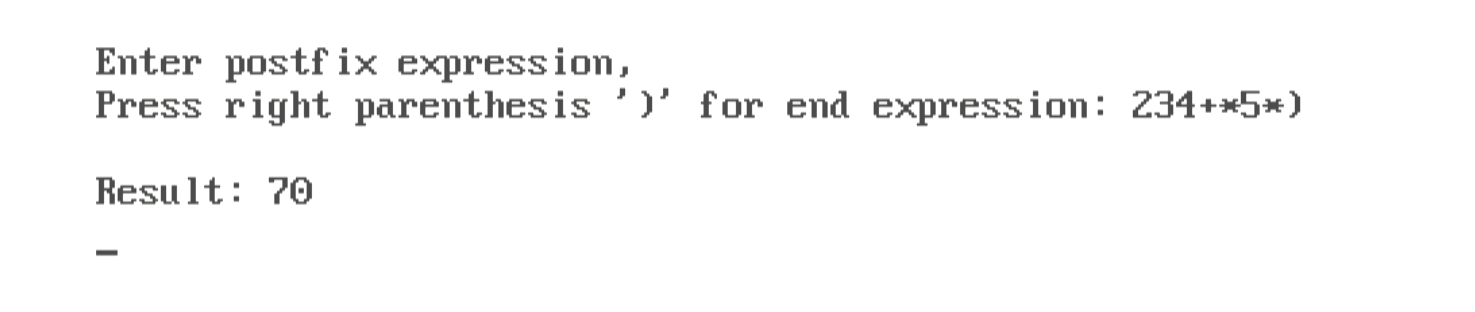 Enter postfix expression,
Press right parenthesis ')' for end expression: 234+*5*)
Result: 70
_